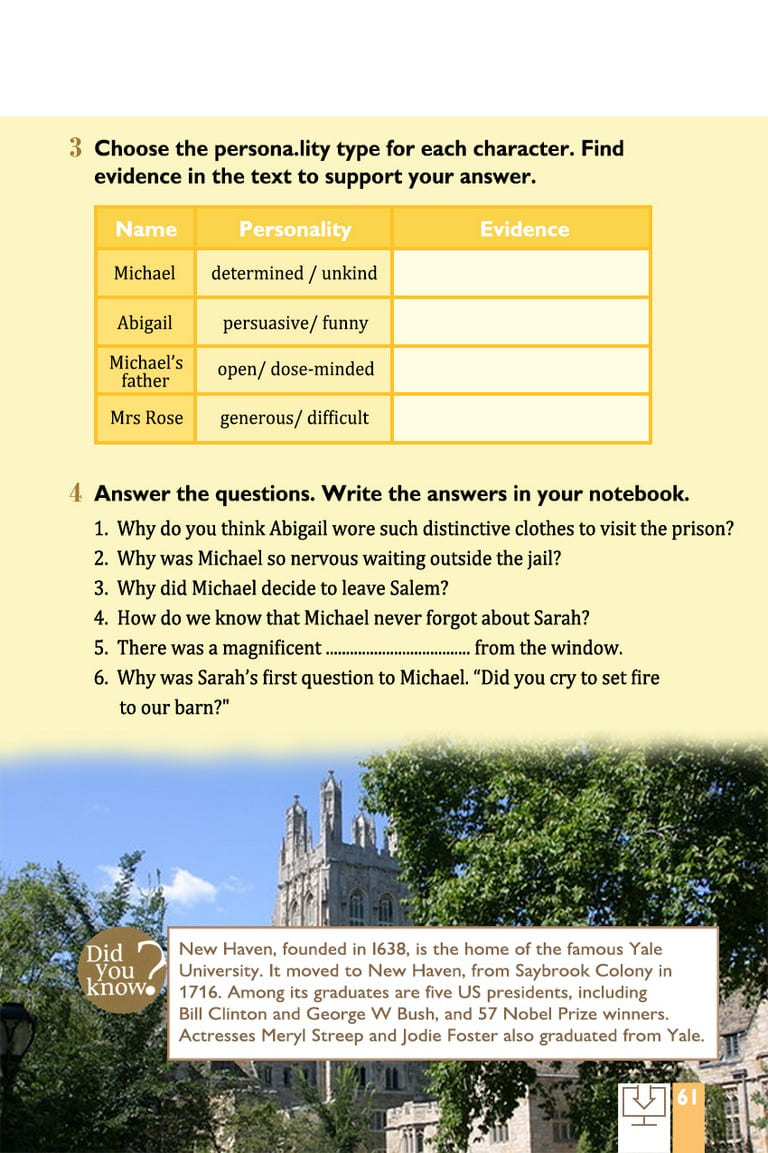 3 Choose the persona.lity type for each character. Find
evidence in the text to support your answer.
Name Personality Evidence
Michael determined / unkind
Abigail persuasive/ funny
Michael's
father
open/ dose-minded
Mrs Rose generous/ difficult
4 Answer the questions. Write the answers in your notebook.
1. Why do you think Abigail wore such distinctive clothes to visit the prison?
2. Why was Michael so nervous waiting outside the jail?
3. Why did Michael decide to leave Salem?
4. How do we know that Michael never forgot about Sarah?
5. There was a magnificent .................................... from the window.
6. Why was Sarah's first question to Michael. “Did you cry to set fire
to our barn?"
Did
you
know?
New Haven, founded in 1638, is the home of the famous Yale
University. It moved to New Haven, from Saybrook Colony in
1716. Among its graduates are five US presidents, including
Bill Clinton and George W Bush, and 57 Nobel Prize winners.
Actresses Meryl Streep and Jodie Foster also graduated from Yale.
61